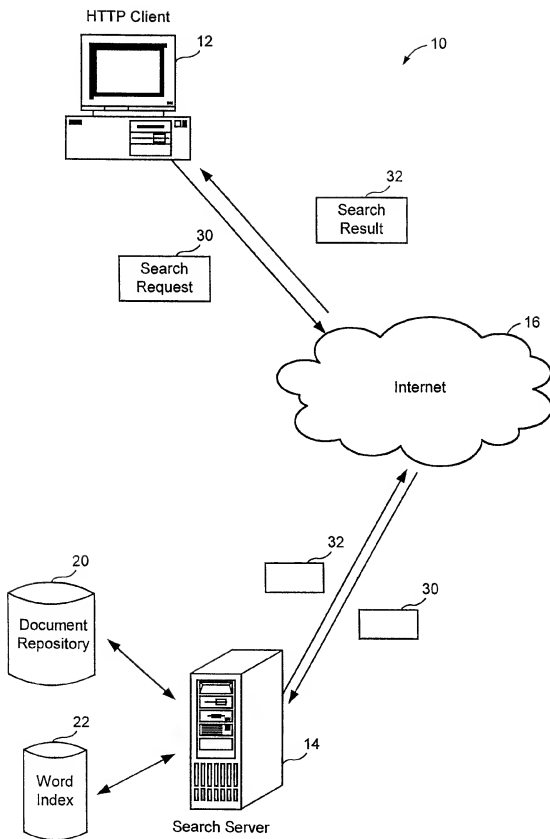 HTTP Client
12
10
32
Search
Result
30
Search
Request
16
Internet
32
30
20
Document
Repository
22
Word
Index
14
Search Server